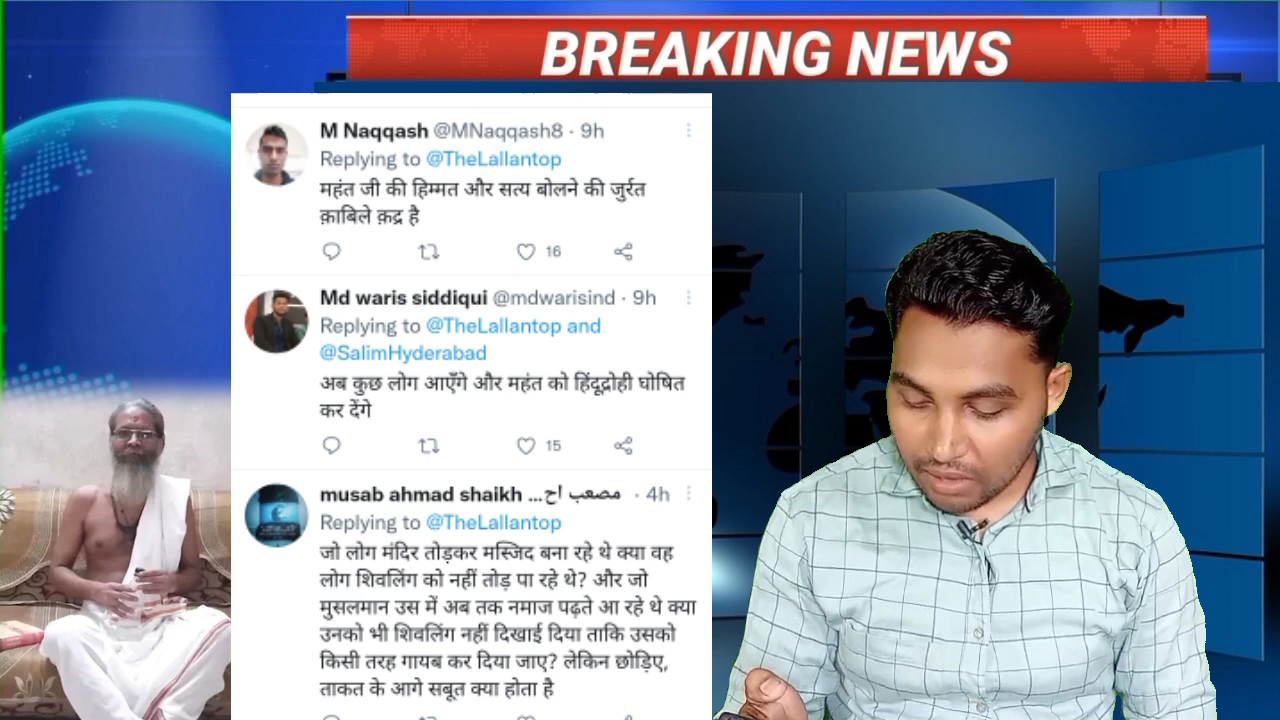 BREAKING NEWS
M Naqqash @MNaqqash8 · 9h
Replying to @TheLallantop
महंत जी की हिम्मत और सत्य बोलने की जुर्रत
क़ाबिले क़द्र है
16
Md waris siddiqui @mdwarisind · 9h
Replying to @TheLallantop and
@SalimHyderabad
अब कुछ लोग आएँगे और महंत को हिंदूद्रोही घोषित
कर देंगे
15
musab ahmad shaikh ...مصعب اح · 4h
Replying to @TheLallantop
जो लोग मंदिर तोड़कर मस्जिद बना रहे थे क्या वह
लोग शिवलिंग को नहीं तोड़ पा रहे थे? और जो
मुसलमान उस में अब तक नमाज पढ़ते आ रहे थे क्या
उनको भी शिवलिंग नहीं दिखाई दिया ताकि उसको
किसी तरह गायब कर दिया जाए? लेकिन छोड़िए,
ताकत के आगे सबूत क्या होता है